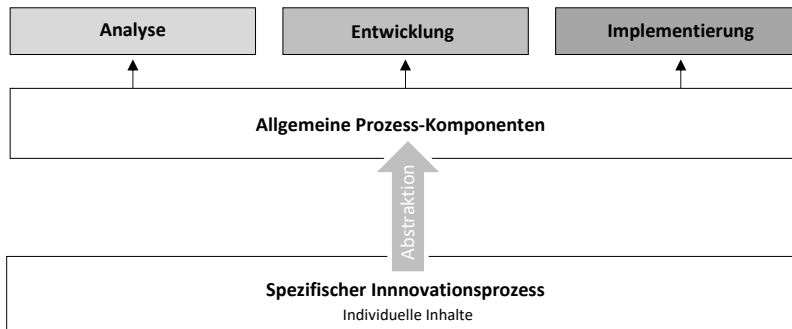 Analyse
Entwicklung
Implementierung
Allgemeine Prozess-Komponenten
Abstraktion
Spezifischer Innnovationsprozess
Individuelle Inhalte